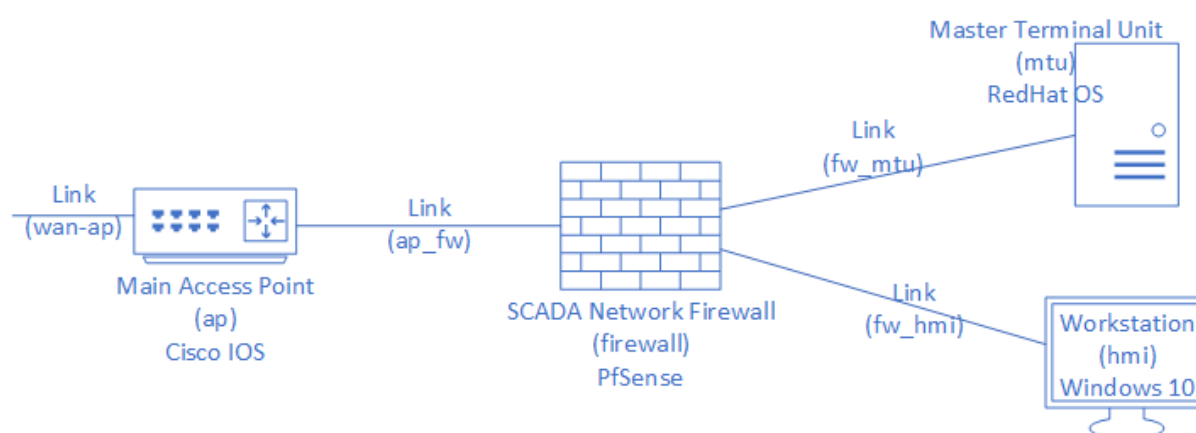 Link
(wan-ap)
Main Access Point
(ap)
Cisco IOS
Link
(ap_fw)
SCADA Network Firewall
(firewall)
PfSense
Link
(fw_mtu)
Master Terminal Unit
(mtu)
RedHat OS
Link
(fw_hmi)
Workstation
(hmi)
Windows 10